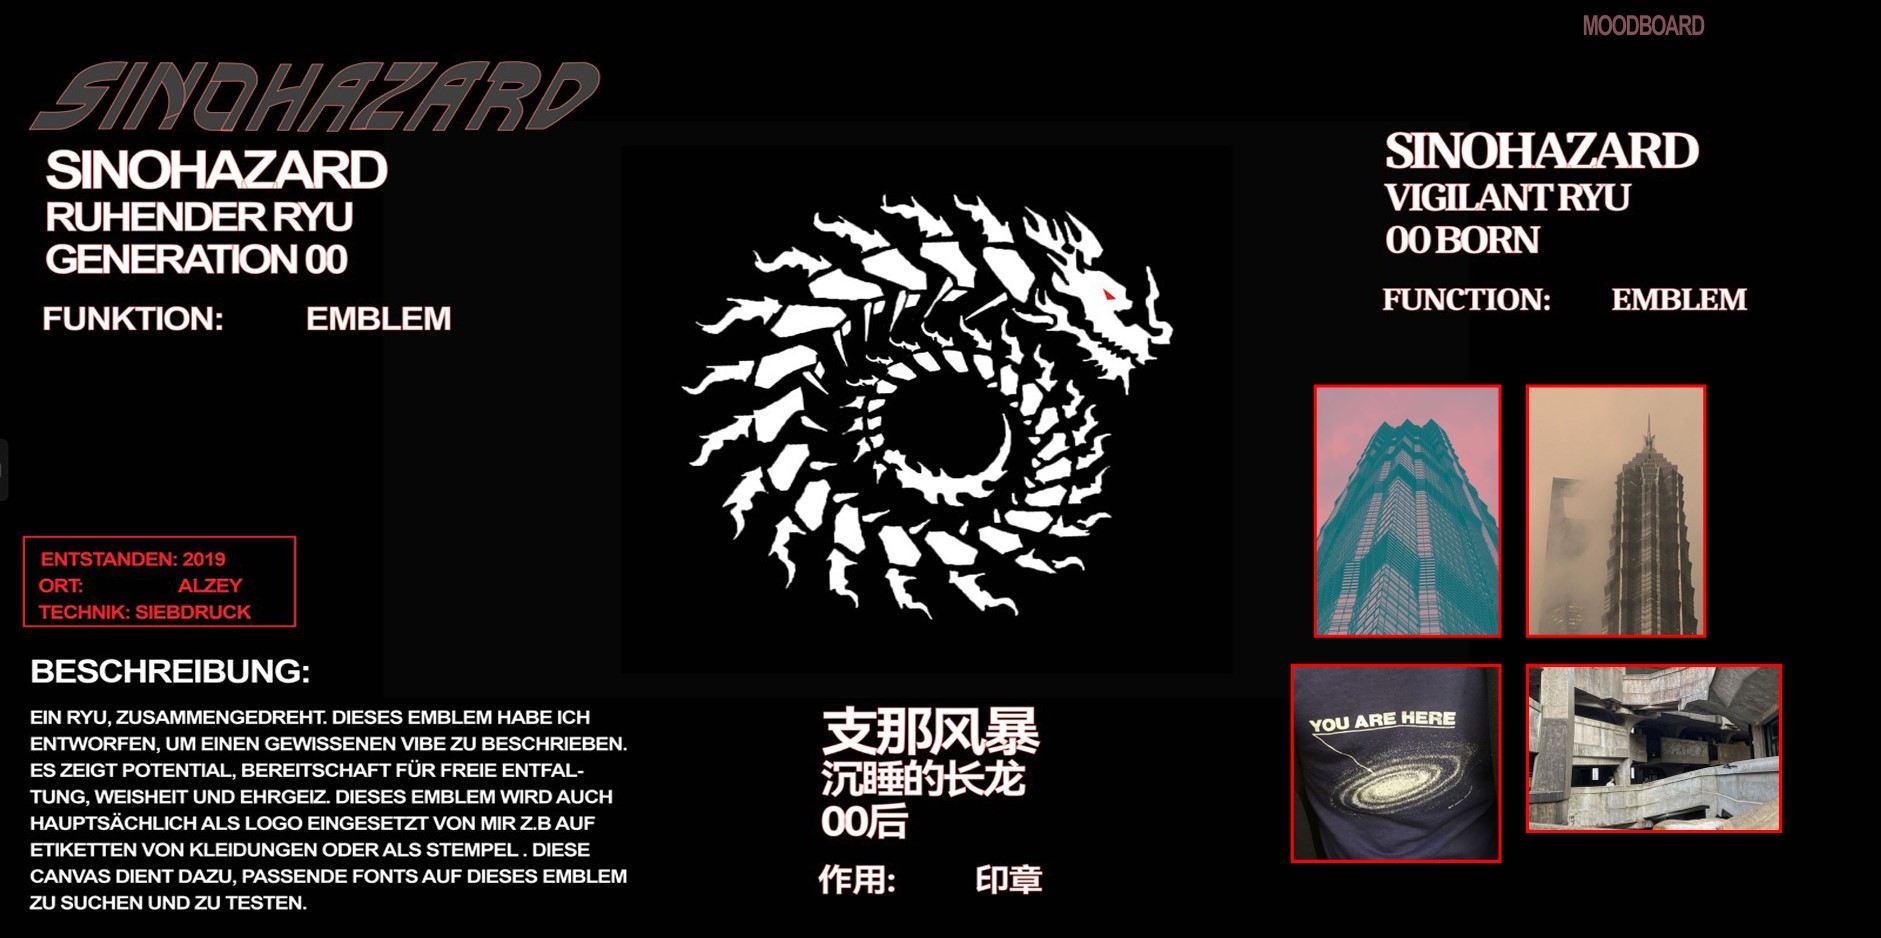 MOODBOARD
SINOHAZARD
SINOHAZARD
RUHENDER RYU
GENERATION 00
FUNKTION: EMBLEM
SINOHAZARD
VIGILANT RYU
00 BORN
FUNCTION: EMBLEM
ENTSTANDEN: 2019
ORT: ALZEY
TECHNIK: SIEBDRUCK
BESCHREIBUNG:
EIN RYU, ZUSAMMENGEDREHT. DIESES EMBLEM HABE ICH
ENTWORFEN, UM EINEN GEWISSENEN VIBE ZU BESCHRIEBEN.
ES ZEIGT POTENTIAL, BEREITSCHAFT FÜR FREIE ENTFAL-
TUNG, WEISHEIT UND EHRGEIZ. DIESES EMBLEM WIRD AUCH
HAUPTSÄCHLICH ALS LOGO EINGESETZT VON MIR Z.B AUF
ETIKETTEN VON KLEIDUNGEN ODER ALS STEMPEL . DIESE
CANVAS DIENT DAZU, PASSENDE FONTS AUF DIESES EMBLEM
ZU SUCHEN UND ZU TESTEN.
支那风暴
沉睡的长龙
00后
作用: 印章
YOU ARE HERE